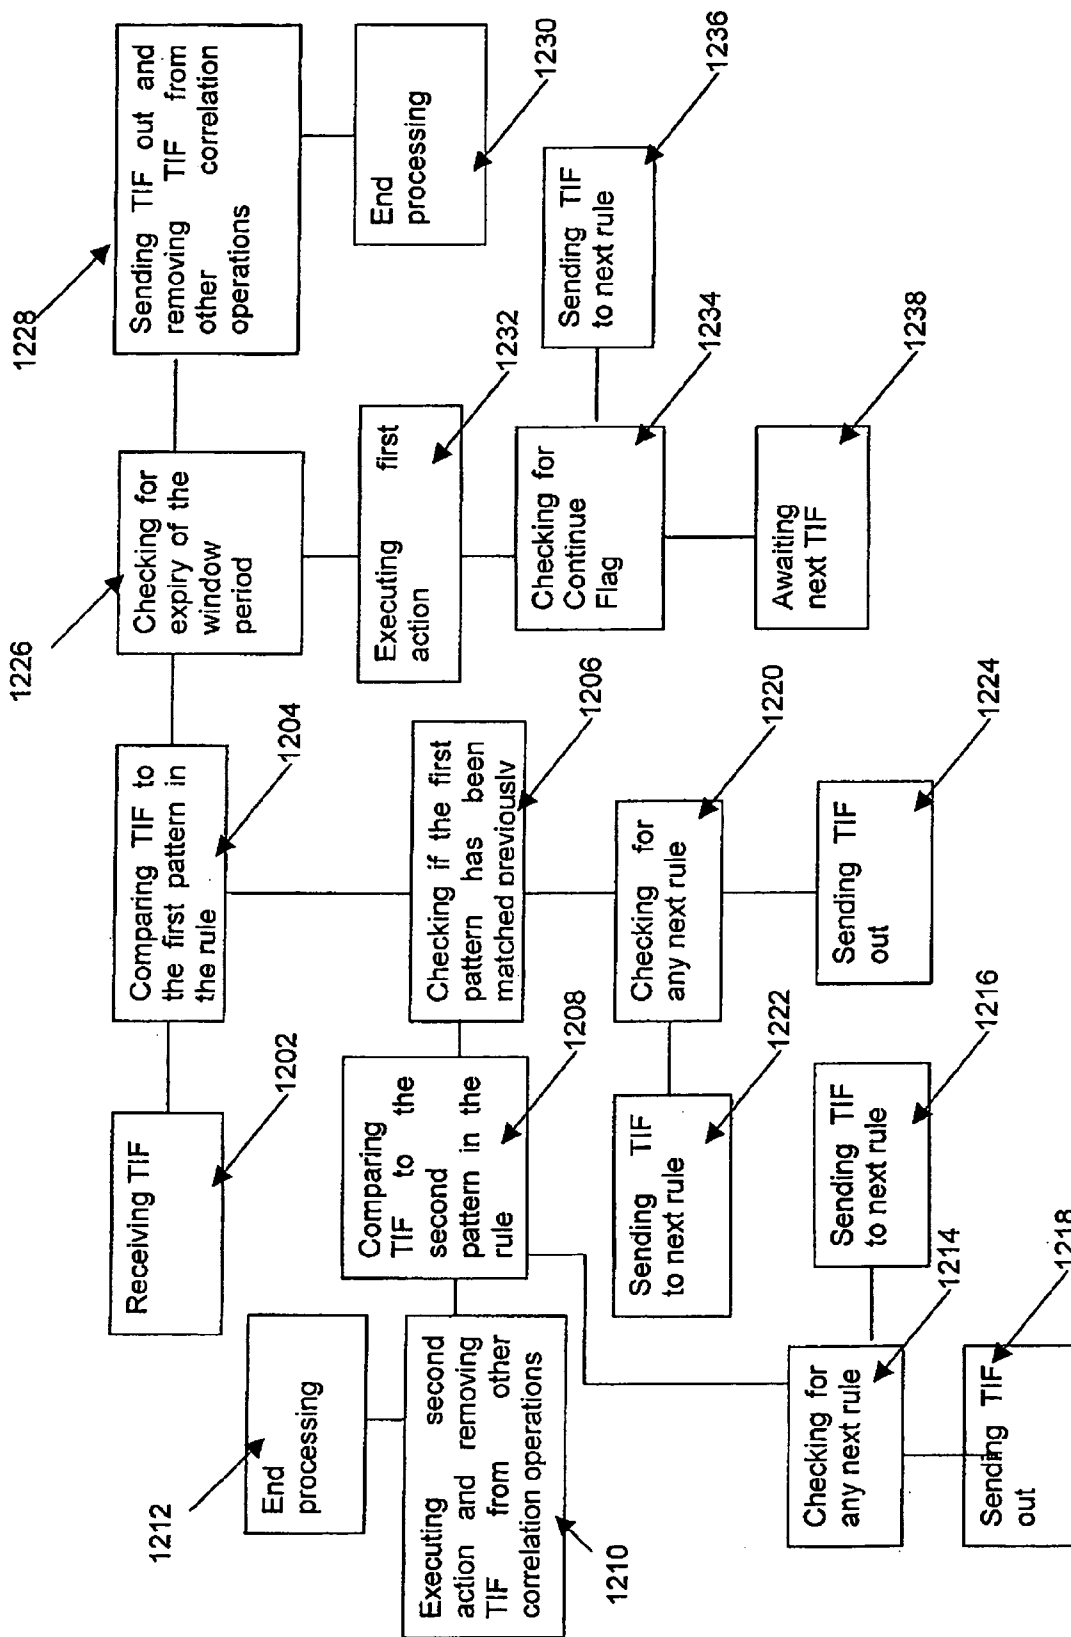 Receiving TIF
1202
Comparing TIF to
the first pattern in
the rule
1204
Checking for
expiry of the
window
period
1226
Sending TIF out and
removing TIF from
other correlation
operations
1228
End
processing
1230
Executing first
action
1232
Checking for
Continue
Flag
1234
Sending TIF
to next rule
1236
Awaiting
next TIF
1238
Checking if the first
pattern has been
matched previously
1206
Comparing
TIF to the
second
pattern in the
rule
1208
Executing second
action and removing
TIF from other
correlation operations
1210
End
processing
1212
Checking for
any next rule
1220
Sending TIF
to next rule
1222
Sending TIF
out
1224
Checking for
any next rule
1214
Sending TIF
to next rule
1216
Sending TIF
out
1218